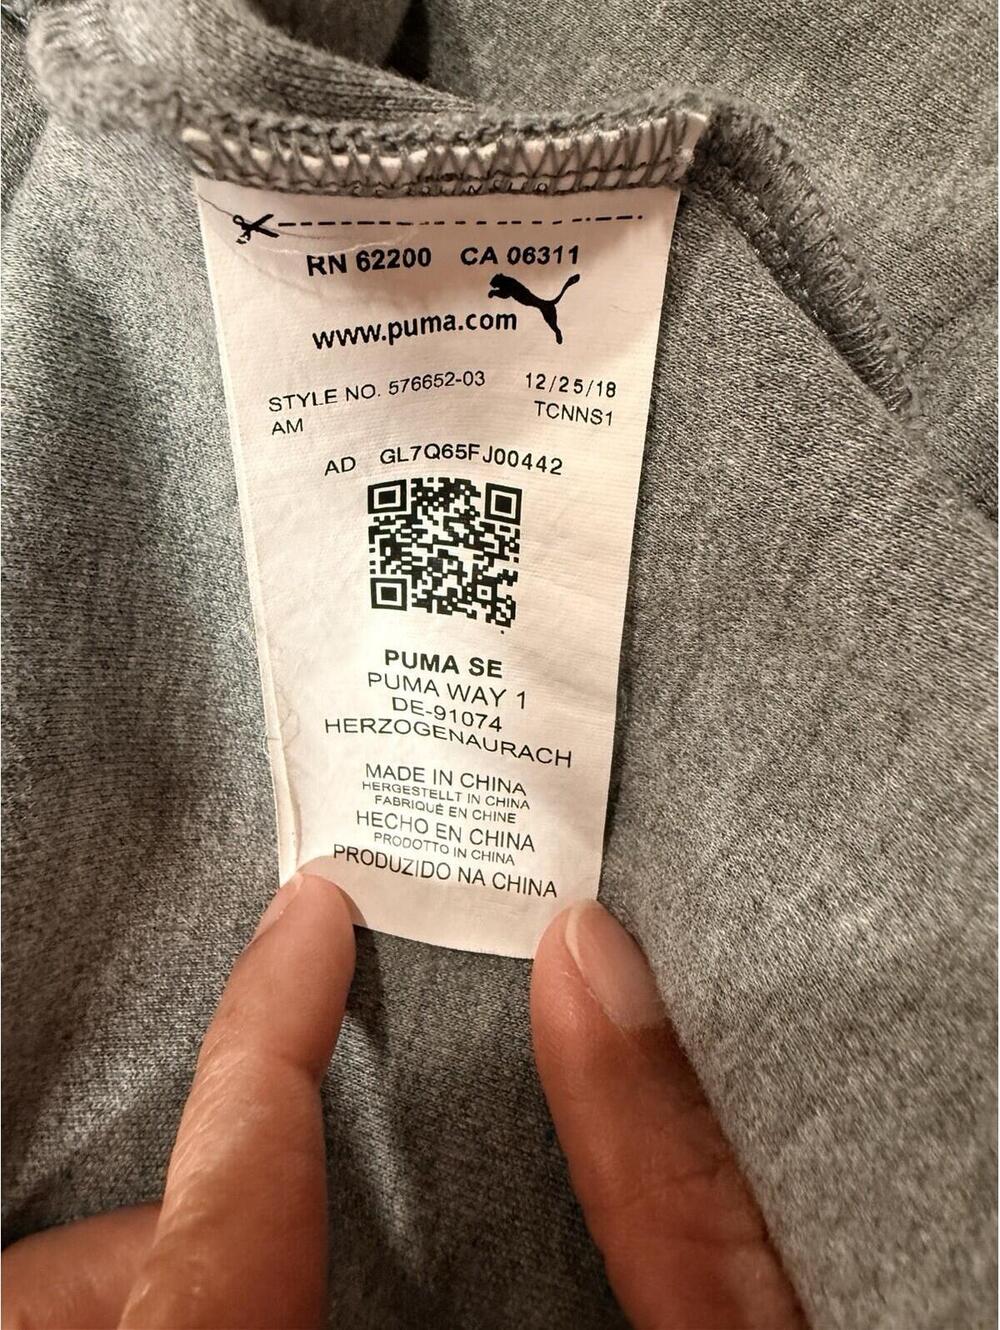 RN 62200 CA 06311
www.puma.com
STYLE NO. 576652-03 12/25/18
AM TCNNS1
AD GL7Q65FJ00442
PUMA SE
PUMA WAY 1
DE-91074
HERZOGENAURACH
MADE IN CHINA
HERGESTELLT IN CHINA
FABRIQUÉ EN CHINE
HECHO EN CHINA
PRODOTTO IN CHINA
PRODUZIDO NA CHINA